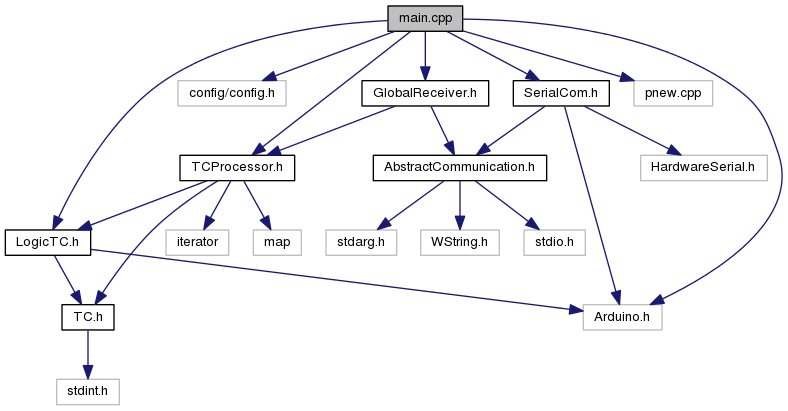 main.cpp
config/config.h
GlobalReceiver.h
SerialCom.h
pnew.cpp
TCProcessor.h
AbstractCommunication.h
HardwareSerial.h
LogicTC.h
iterator
map
stdarg.h
WString.h
stdio.h
TC.h
Arduino.h
stdint.h